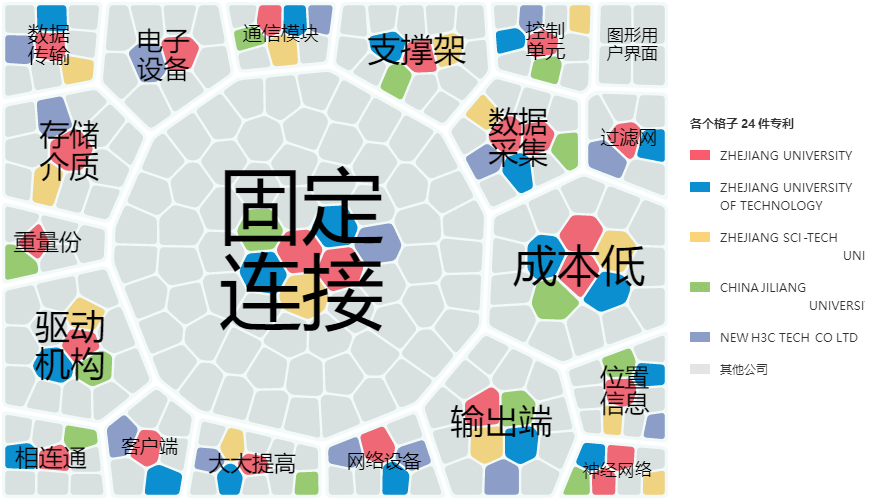 数据
传输
电子
设备
通信模块
支撑架
控制
单元
图形用
户界面
存储
介质
数据
采集
过滤网
重量份
固定
连接
成本低
驱动
机构
位置
信息
输出端
相连通
客户端
大大提高
网络设备
神经网络
各个格子 24 件专利
ZHEJIANG UNIVERSITY
ZHEJIANG UNIVERSITY
OF TECHNOLOGY
ZHEJIANG SCI-TECH
UNI
CHINA JILIANG
UNIVERSI
NEW H3C TECH CO LTD
其他公司